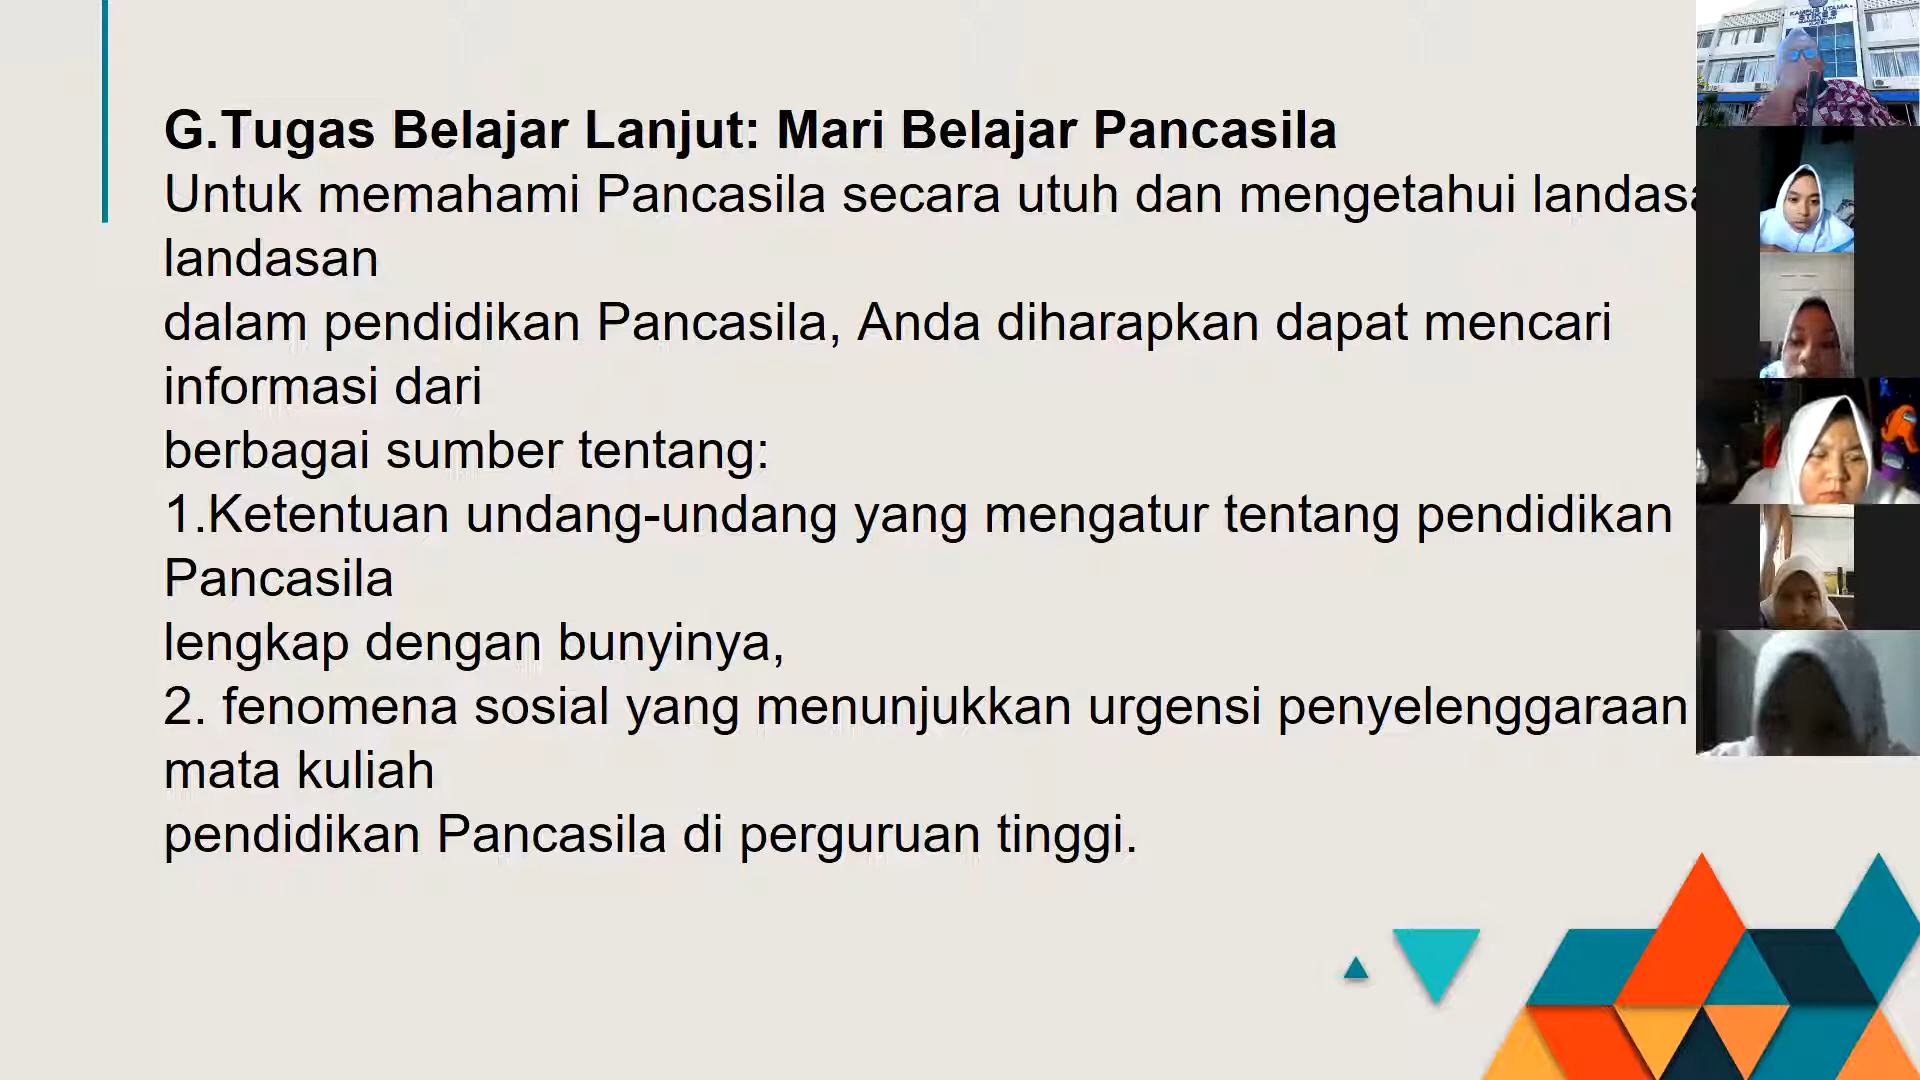 G.Tugas Belajar Lanjut: Mari Belajar Pancasila
Untuk memahami Pancasila secara utuh dan mengetahui
landasan
dalam pendidikan Pancasila, Anda diharapkan dapat mencari
informasi dari
berbagai sumber tentang:
1.Ketentuan undang-undang yang mengatur tentang pendidikan
Pancasila
lengkap dengan bunyinya,
2. fenomena sosial yang menunjukkan urgensi penyelenggaraan
mata kuliah
pendidikan Pancasila di perguruan tinggi.
KAMPUS UTAMA